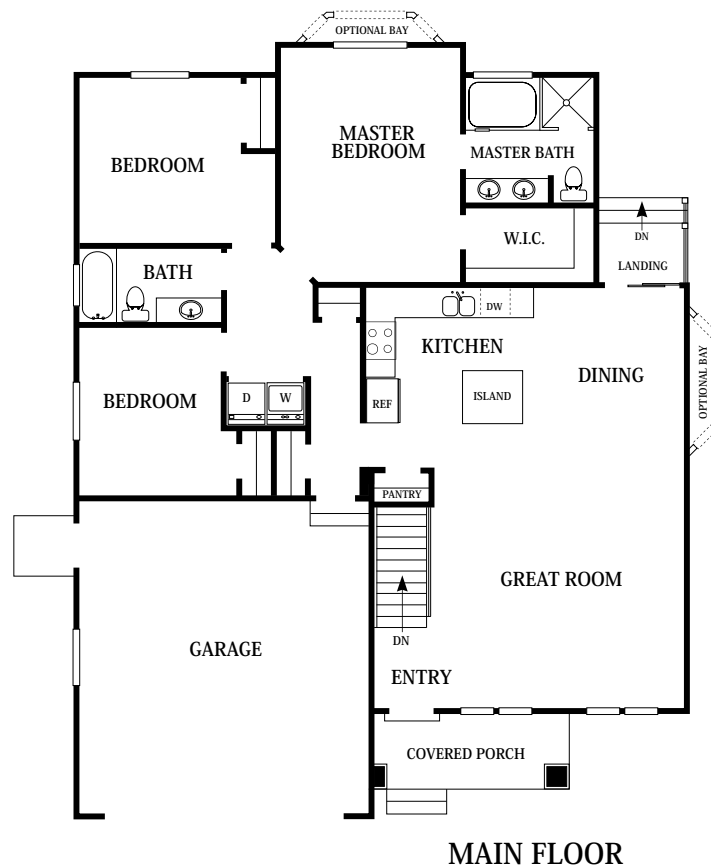 OPTIONAL BAY
MASTER
BEDROOM
BEDROOM
MASTER BATH
W.I.C.
DN
LANDING
BATH
DW
KITCHEN
DINING
OPTIONAL BAY
BEDROOM
D
W
REF
ISLAND
PANTRY
GREAT ROOM
DN
GARAGE
ENTRY
COVERED PORCH
MAIN FLOOR